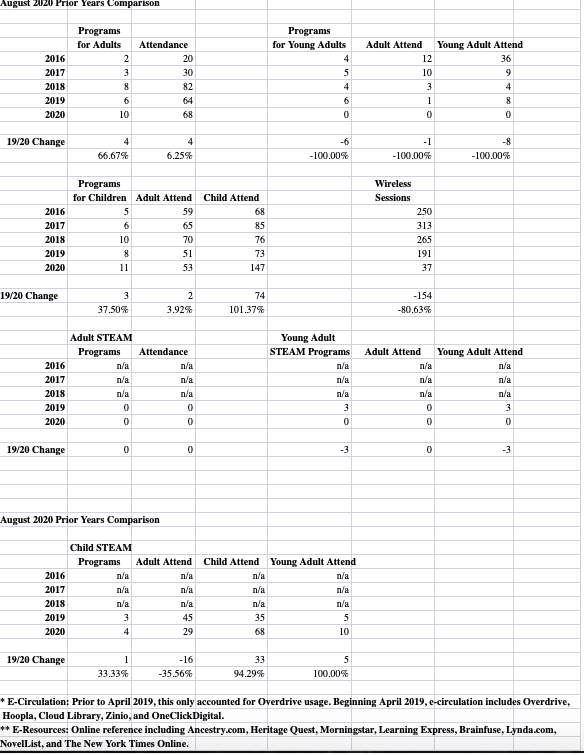 August 2020 Prior Years Comparison
Programs Programs
for Adults Attendance for Young Adults Adult Attend Young Adult Attend
2016 2 20 4 12 36
2017 3 30 5 10 9
2018 8 82 4 3 4
2019 6 64 6 1 8
2020 10 68 0 0 0
19/20 Change 4 4 -6 -1 -8
66.67% 6.25% -100.00% -100.00% -100.00%
Programs Wireless
for Children Adult Attend Child Attend Sessions
2016 5 59 68 250
2017 6 65 85 313
2018 10 70 76 265
2019 8 51 73 191
2020 11 53 147 37
19/20 Change 3 2 74 -154
37.50% 3.92% 101.37% -80.63%
Adult STEAM Young Adult
Programs Attendance STEAM Programs Adult Attend Young Adult Attend
2016 n/a n/a n/a n/a n/a
2017 n/a n/a n/a n/a n/a
2018 n/a n/a n/a n/a n/a
2019 0 0 3 0 3
2020 0 0 0 0 0
19/20 Change 0 0 -3 0 -3
August 2020 Prior Years Comparison
Child STEAM
Programs Adult Attend Child Attend Young Adult Attend
2016 n/a n/a n/a n/a
2017 n/a n/a n/a n/a
2018 n/a n/a n/a n/a
2019 3 45 35 5
2020 4 29 68 10
19/20 Change 1 -16 33 5
33.33% -35.56% 94.29% 100.00%
* E-Circulation: Prior to April 2019, this only accounted for Overdrive usage. Beginning April 2019, e-circulation includes Overdrive,
Hoopla, Cloud Library, Zinio, and OneClickDigital.
** E-Resources: Online reference including Ancestry.com, Heritage Quest, Morningstar, Learning Express, Brainfuse, Lynda.com,
NovelList, and The New York Times Online.